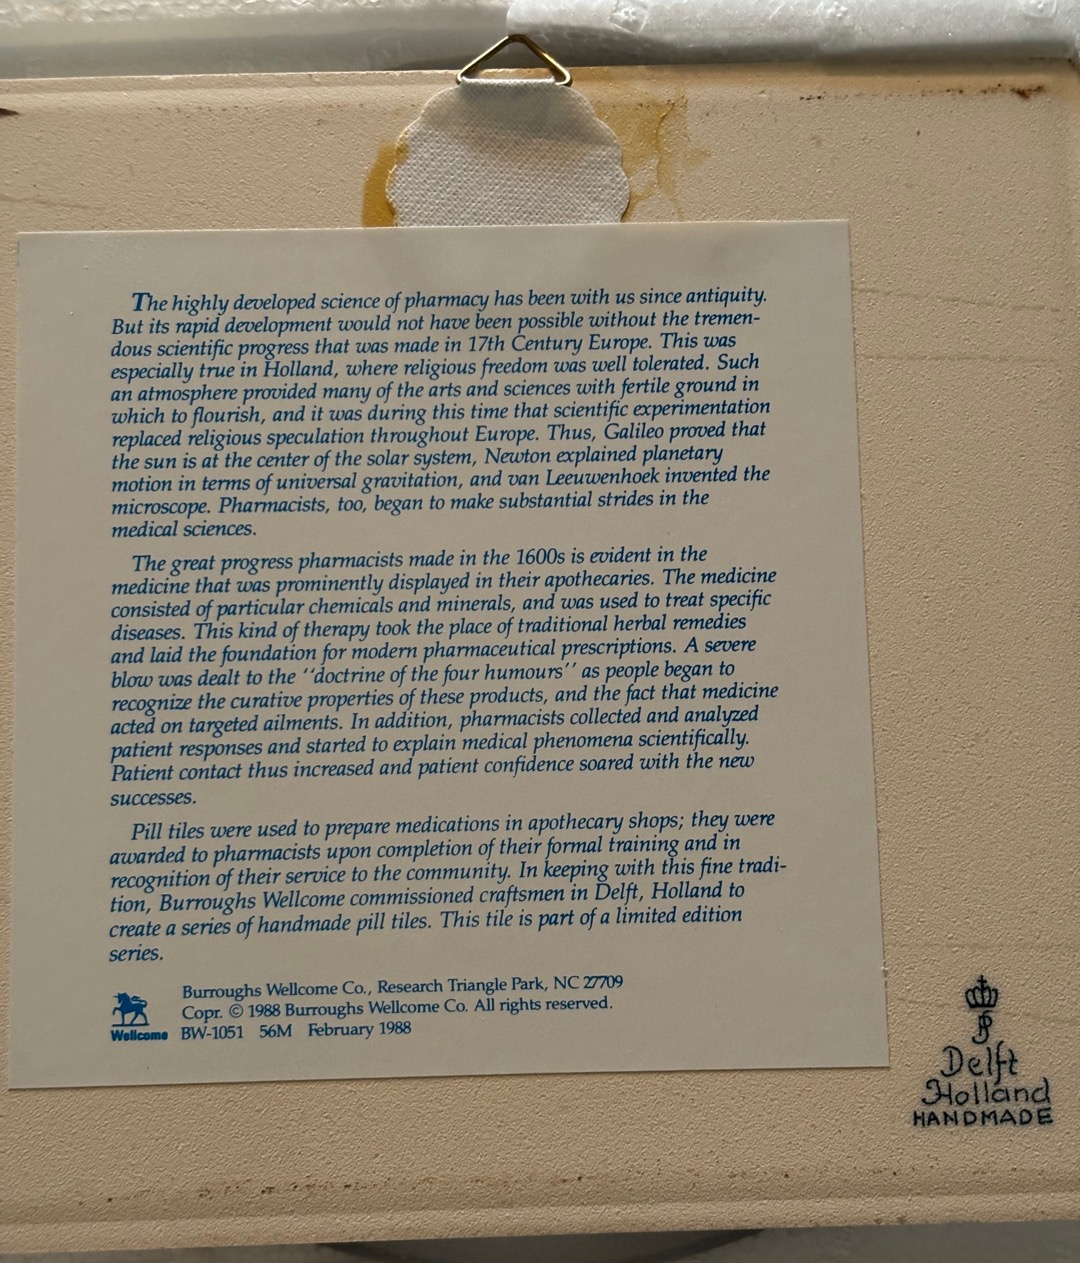 The highly developed science of pharmacy has been with us since antiquity.
But its rapid development would not have been possible without the tremen-
dous scientific progress that was made in 17th Century Europe. This was
especially true in Holland, where religious freedom was well tolerated. Such
an atmosphere provided many of the arts and sciences with fertile ground in
which to flourish, and it was during this time that scientific experimentation
replaced religious speculation throughout Europe. Thus, Galileo proved that
the sun is at the center of the solar system, Newton explained planetary
motion in terms of universal gravitation, and van Leeuwenhoek invented the
microscope. Pharmacists, too, began to make substantial strides in the
medical sciences.
The great progress pharmacists made in the 1600s is evident in the
medicine that was prominently displayed in their apothecaries. The medicine
consisted of particular chemicals and minerals, and was used to treat specific
diseases. This kind of therapy took the place of traditional herbal remedies
and laid the foundation for modern pharmaceutical prescriptions. A severe
blow was dealt to the ‘‘doctrine of the four humours’’ as people began to
recognize the curative properties of these products, and the fact that medicine
acted on targeted ailments. In addition, pharmacists collected and analyzed
patient responses and started to explain medical phenomena scientifically.
Patient contact thus increased and patient confidence soared with the new
successes.
Pill tiles were used to prepare medications in apothecary shops; they were
awarded to pharmacists upon completion of their formal training and in
recognition of their service to the community. In keeping with this fine tradi-
tion, Burroughs Wellcome commissioned craftsmen in Delft, Holland to
create a series of handmade pill tiles. This tile is part of a limited edition
series.
Burroughs Wellcome Co., Research Triangle Park, NC 27709
Copr. © 1988 Burroughs Wellcome Co. All rights reserved.
Wellcome BW-1051 56M February 1988
Delft
Holland
HANDMADE